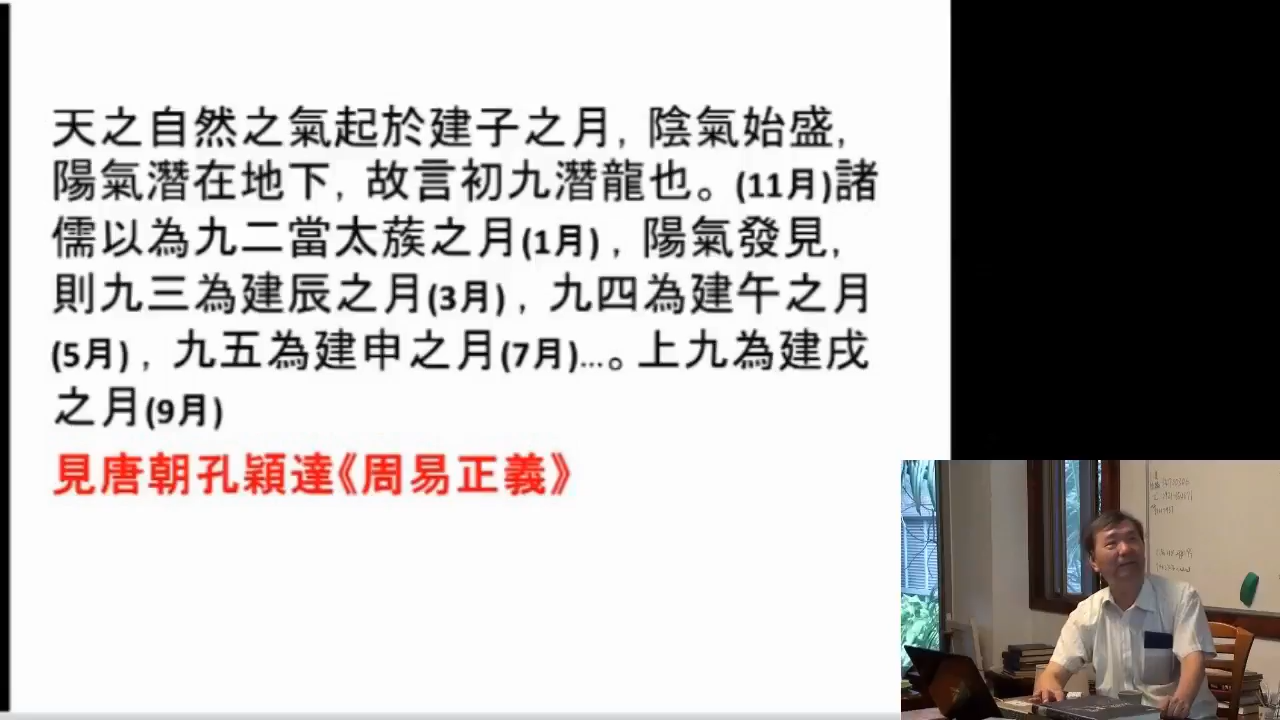 天之自然之氣起於建子之月，陰氣始盛，
陽氣潛在地下，故言初九潛龍也。(11月)諸
儒以為九二當太蔟之月(1月)，陽氣發見，
則九三為建辰之月(3月)，九四為建午之月
(5月)，九五為建申之月(7月)…。上九為建戌
之月(9月)
見唐朝孔穎達《周易正義》